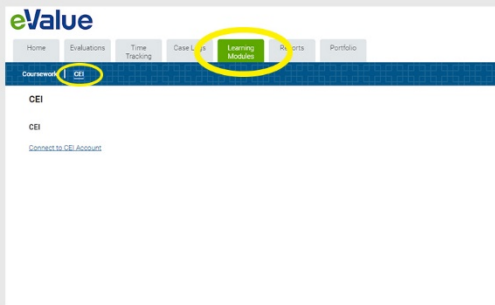 eValue
Home Evaluations Time Tracking Case Logs Learning Modules Reports Portfolio
Coursework | CEI
CEI
CEI
Connect to CEI Account